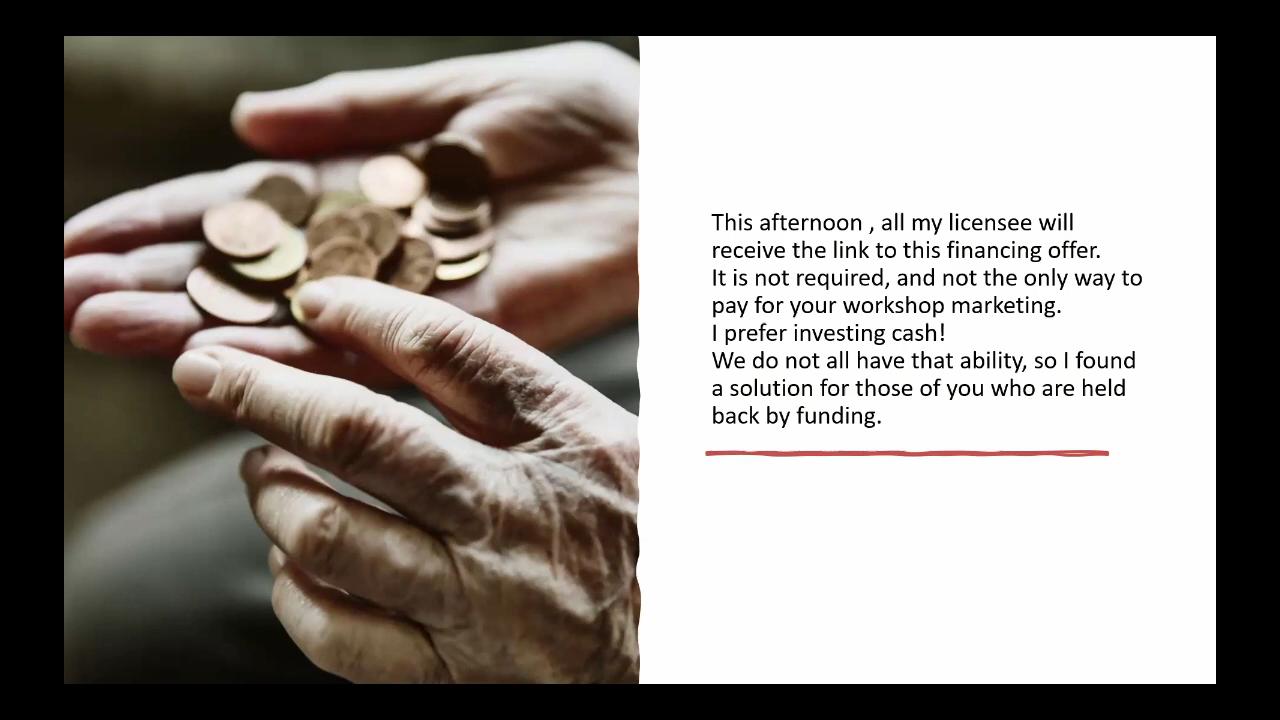 This afternoon , all my licensee will
receive the link to this financing offer.
It is not required, and not the only way to
pay for your workshop marketing.
I prefer investing cash!
We do not all have that ability, so I found
a solution for those of you who are held
back by funding.